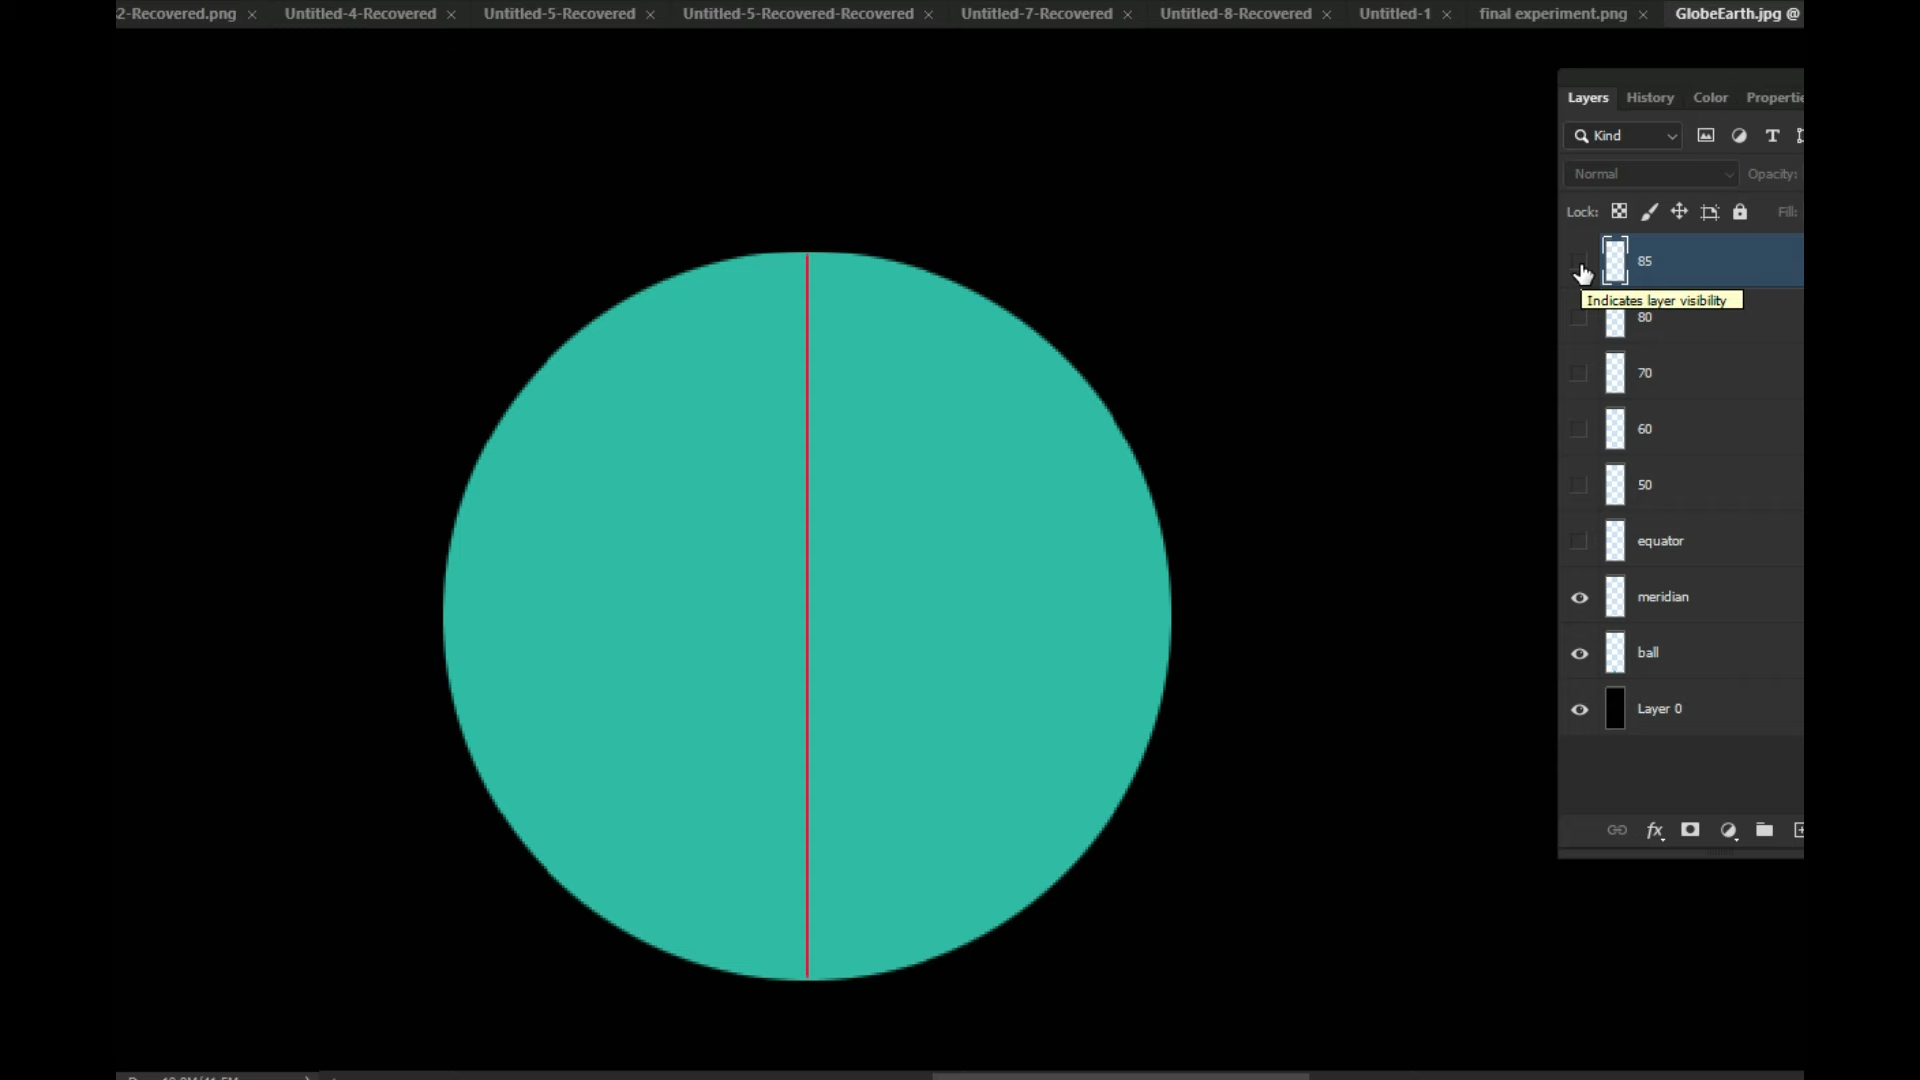 2-Recovered.png × Untitled-4-Recovered × Untitled-5-Recovered × Untitled-5-Recovered-Recovered × Untitled-7-Recovered × Untitled-8-Recovered × Untitled-1 × final experiment.png × GlobeEarth.jpg @
Layers History Color Propertie
Kind
Normal Opacity:
Lock: Fill:
85
Indicates layer visibility
80
70
60
50
equator
meridian
ball
Layer 0
fx